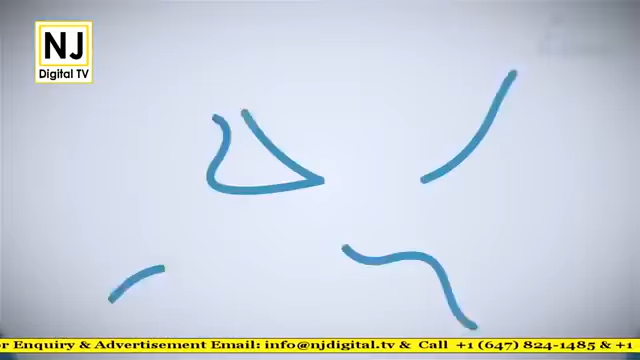 NJ
Digital TV
r Enquiry & Advertisement Email: info@njdigital.tv & Call +1 (647) 824-1485 & +1